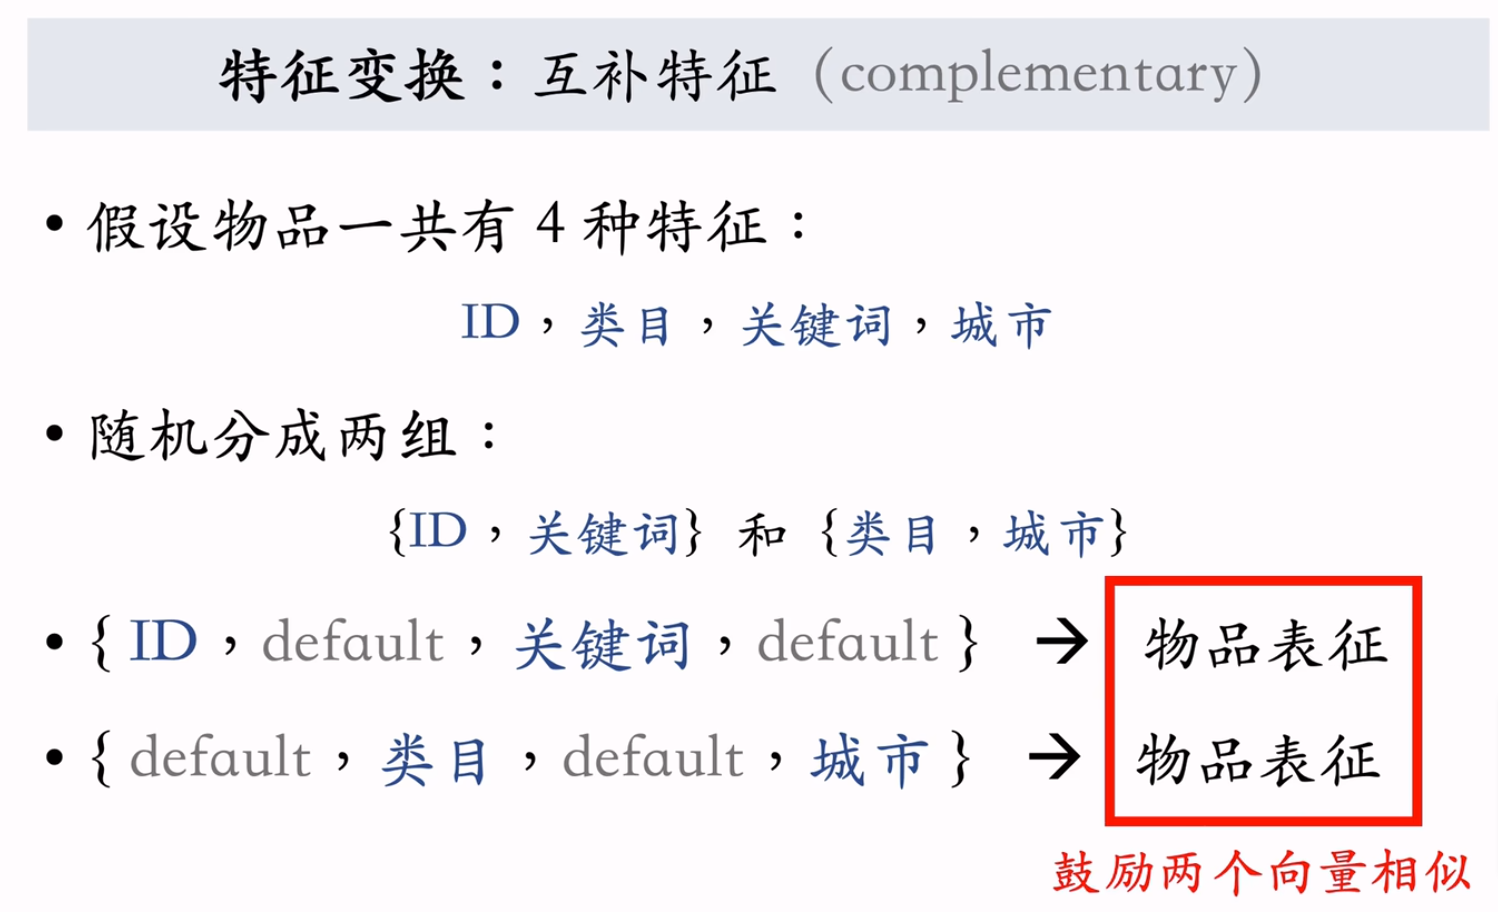 特征变换：互补特征（complementary）
• 假设物品一共有 4 种特征：
ID，类目，关键词，城市
• 随机分成两组：
{ID，关键词} 和 {类目，城市}
• { ID，default，关键词，default } → 物品表征
• { default，类目，default，城市 } → 物品表征
鼓励两个向量相似